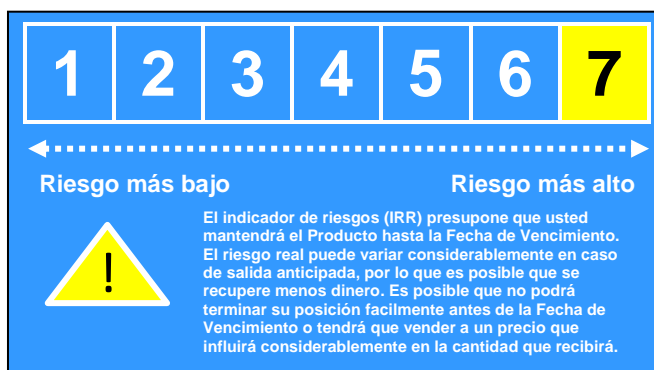 1 2 3 4 5 6 7
Riesgo más bajo Riesgo más alto
!
El indicador de riesgos (IRR) presupone que usted
mantendrá el Producto hasta la Fecha de Vencimiento.
El riesgo real puede variar considerablemente en caso
de salida anticipada, por lo que es posible que se
recupere menos dinero. Es posible que no podrá
terminar su posición facilmente antes de la Fecha de
Vencimiento o tendrá que vender a un precio que
influirá considerablemente en la cantidad que recibirá.